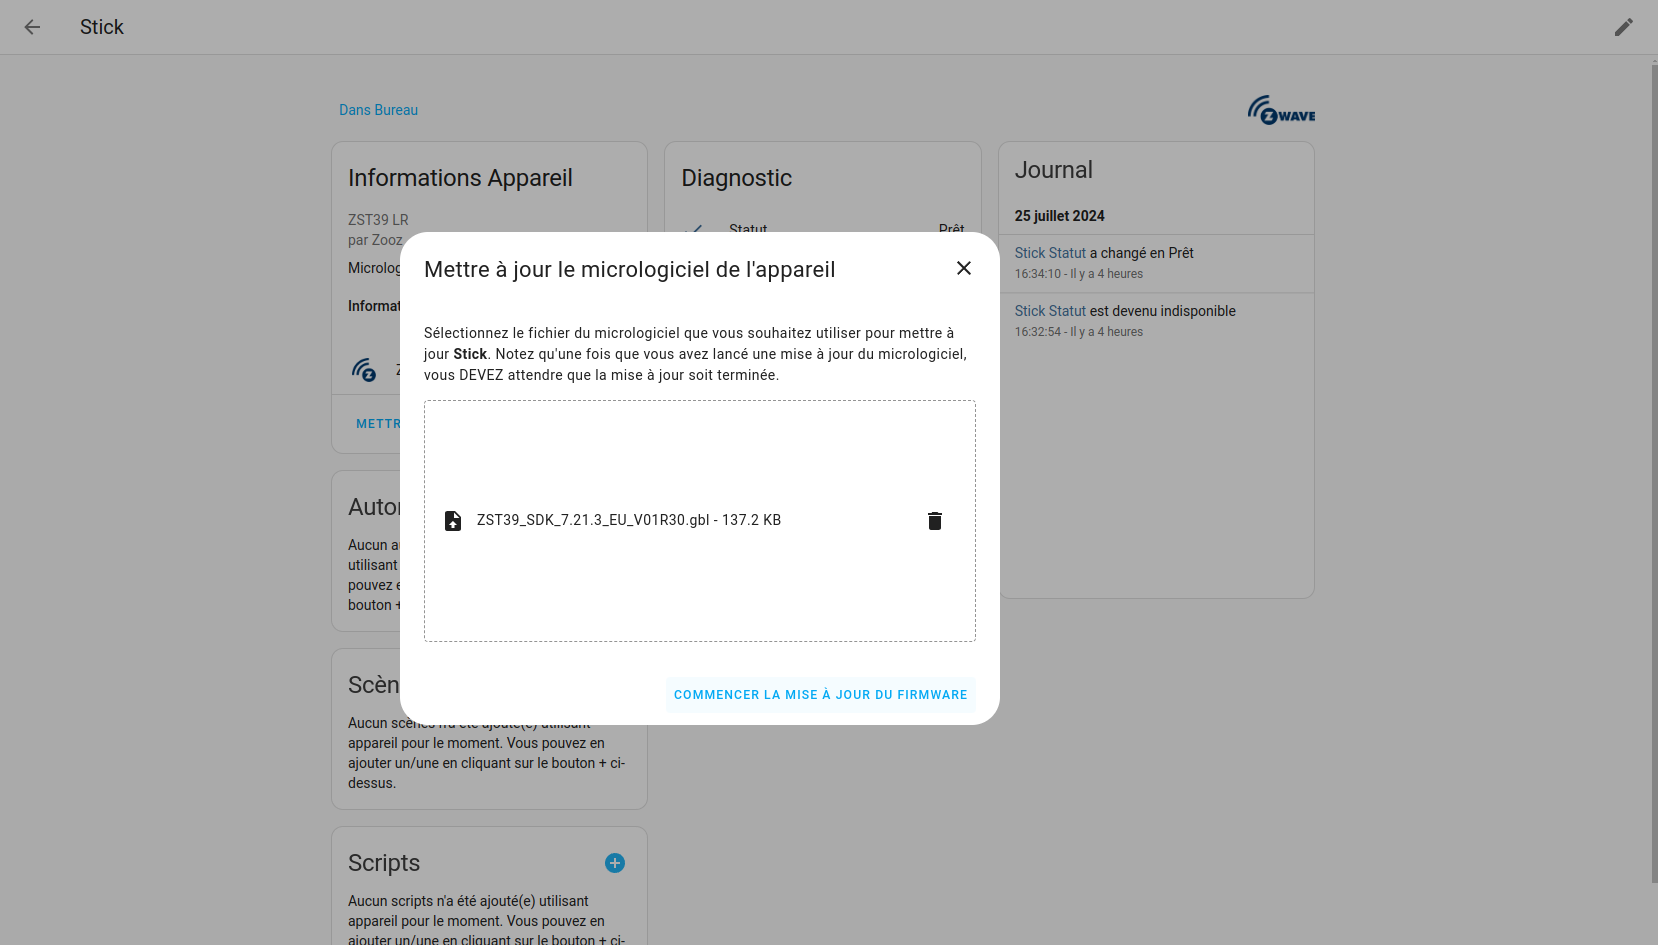 Stick
Dans Bureau
Z WAVE
Informations Appareil
ZST39 LR
par Zooz
Diagnostic
Statut
Prêt
Journal
25 juillet 2024
Stick Statut a changé en Prêt
16:34:10 - Il y a 4 heures
Stick Statut est devenu indisponible
16:32:54 - Il y a 4 heures
Mettre à jour le micrologiciel de l'appareil
Sélectionnez le fichier du micrologiciel que vous souhaitez utiliser pour mettre à
jour Stick. Notez qu'une fois que vous avez lancé une mise à jour du micrologiciel,
vous DEVEZ attendre que la mise à jour soit terminée.
ZST39_SDK_7.21.3_EU_V01R30.gbl - 137.2 KB
COMMENCER LA MISE À JOUR DU FIRMWARE
Aucun
utilisant
pouvez
bouton +
Aucun scènes n'a été ajouté(e) utilisant
appareil pour le moment. Vous pouvez en
ajouter un/une en cliquant sur le bouton + ci-
dessus.
Scripts
Aucun scripts n'a été ajouté(e) utilisant
appareil pour le moment. Vous pouvez en
ajouter un/une en cliquant sur le bouton + ci-